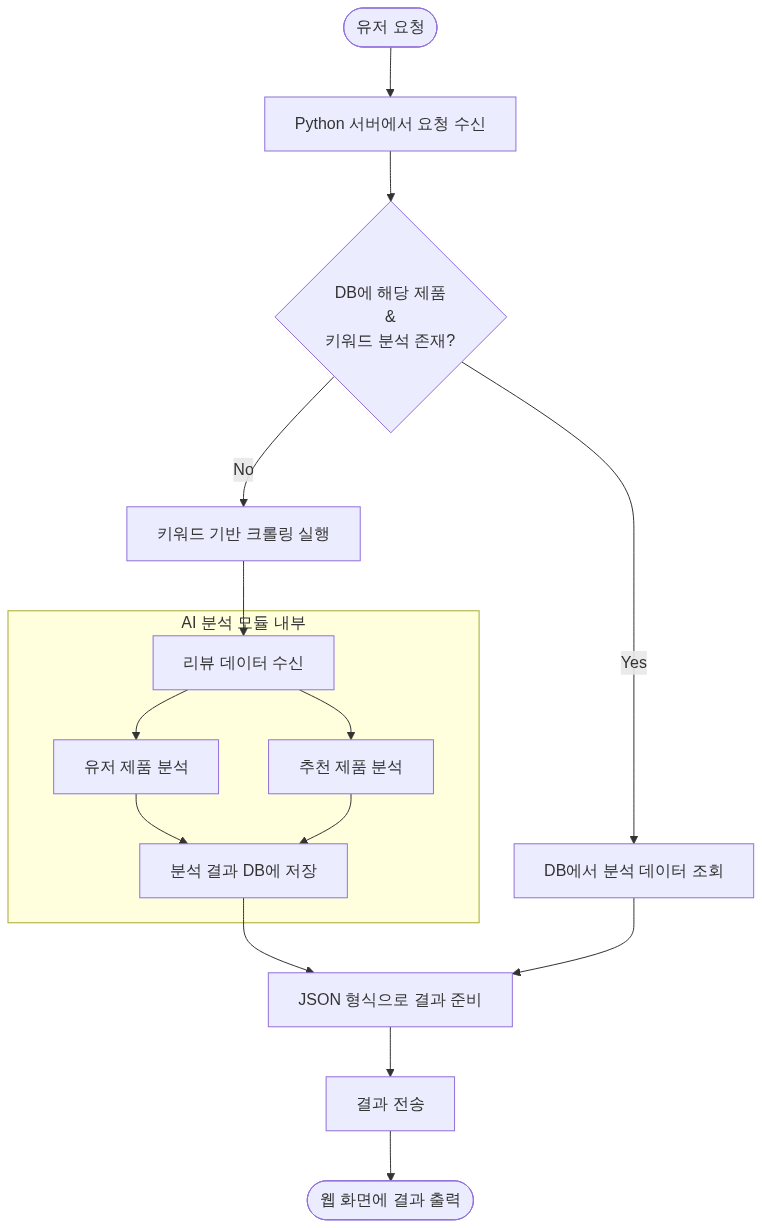 유저 요청
Python 서버에서 요청 수신
DB에 해당 제품
&
키워드 분석 존재?
No
키워드 기반 크롤링 실행
AI 분석 모듈 내부
리뷰 데이터 수신
Yes
유저 제품 분석
추천 제품 분석
분석 결과 DB에 저장
DB에서 분석 데이터 조회
JSON 형식으로 결과 준비
결과 전송
웹 화면에 결과 출력